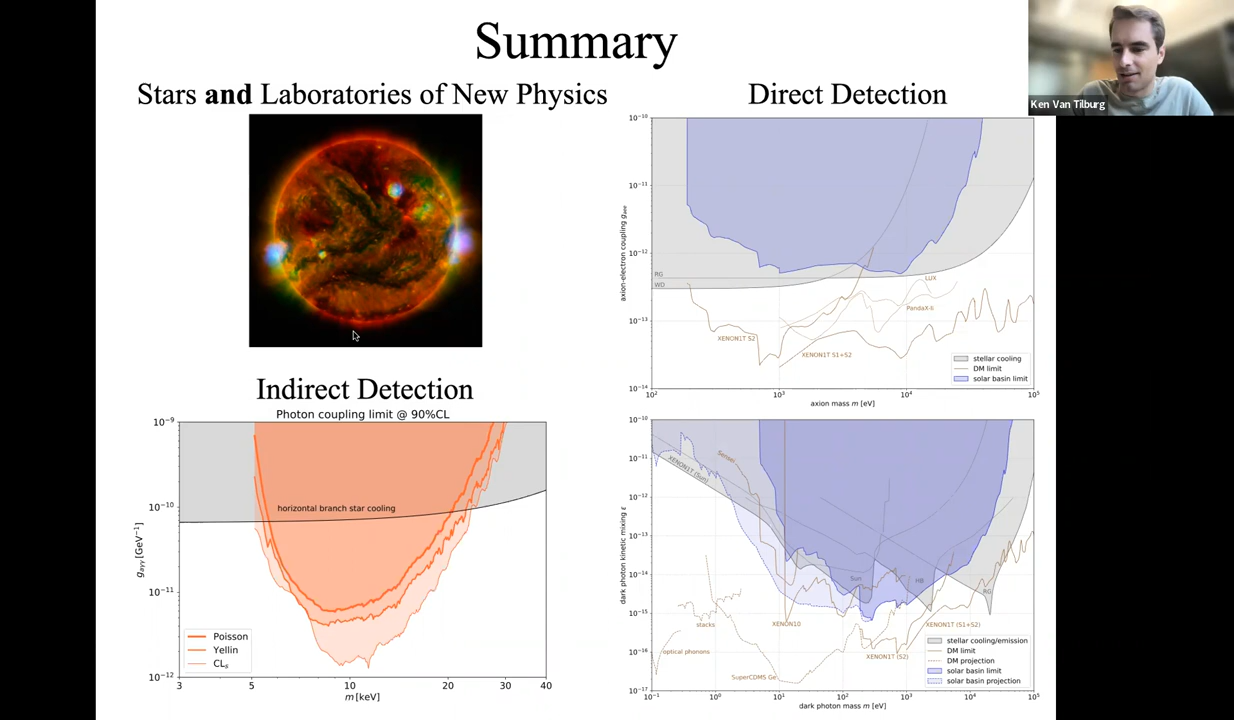 Summary
Ken Van Tilburg
Stars and Laboratories of New Physics
Direct Detection
10⁻¹⁰
10⁻¹¹
10⁻¹²
10⁻¹³
10⁻¹⁴
axion-electron coupling gₐₑₑ
RG
WD
LUX
PandaX-II
XENON1T S2
XENON1T S1+S2
stellar cooling
DM limit
solar basin limit
10²
10³
10⁴
10⁵
axion mass m [eV]
Indirect Detection
Photon coupling limit @ 90%CL
10⁻⁹
10⁻¹⁰
10⁻¹¹
10⁻¹²
g_{aγγ} [GeV⁻¹]
horizontal branch star cooling
Poisson
Yellin
CLₛ
3
5
10
20
30
40
m [keV]
10⁻¹⁰
10⁻¹¹
10⁻¹²
10⁻¹³
10⁻¹⁴
10⁻¹⁵
10⁻¹⁶
10⁻¹⁷
dark photon kinetic mixing ε
XENON1T (Sun)
Sensei
Sun
HB
RG
stacks
XENON10
XENON1T (S1+S2)
optical phonons
XENON1T (S2)
SuperCDMS Ge
stellar cooling/emission
DM limit
DM projection
solar basin limit
solar basin projection
10⁻¹
10⁰
10¹
10²
10³
10⁴
10⁵
dark photon mass m [eV]